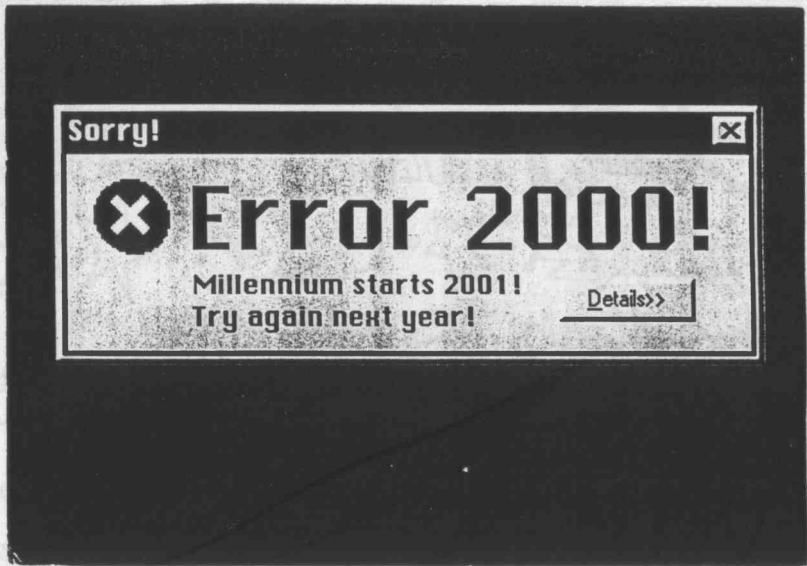 Sorry!
Error 2000!
Millennium starts 2001!
Try again next year!
Details>>